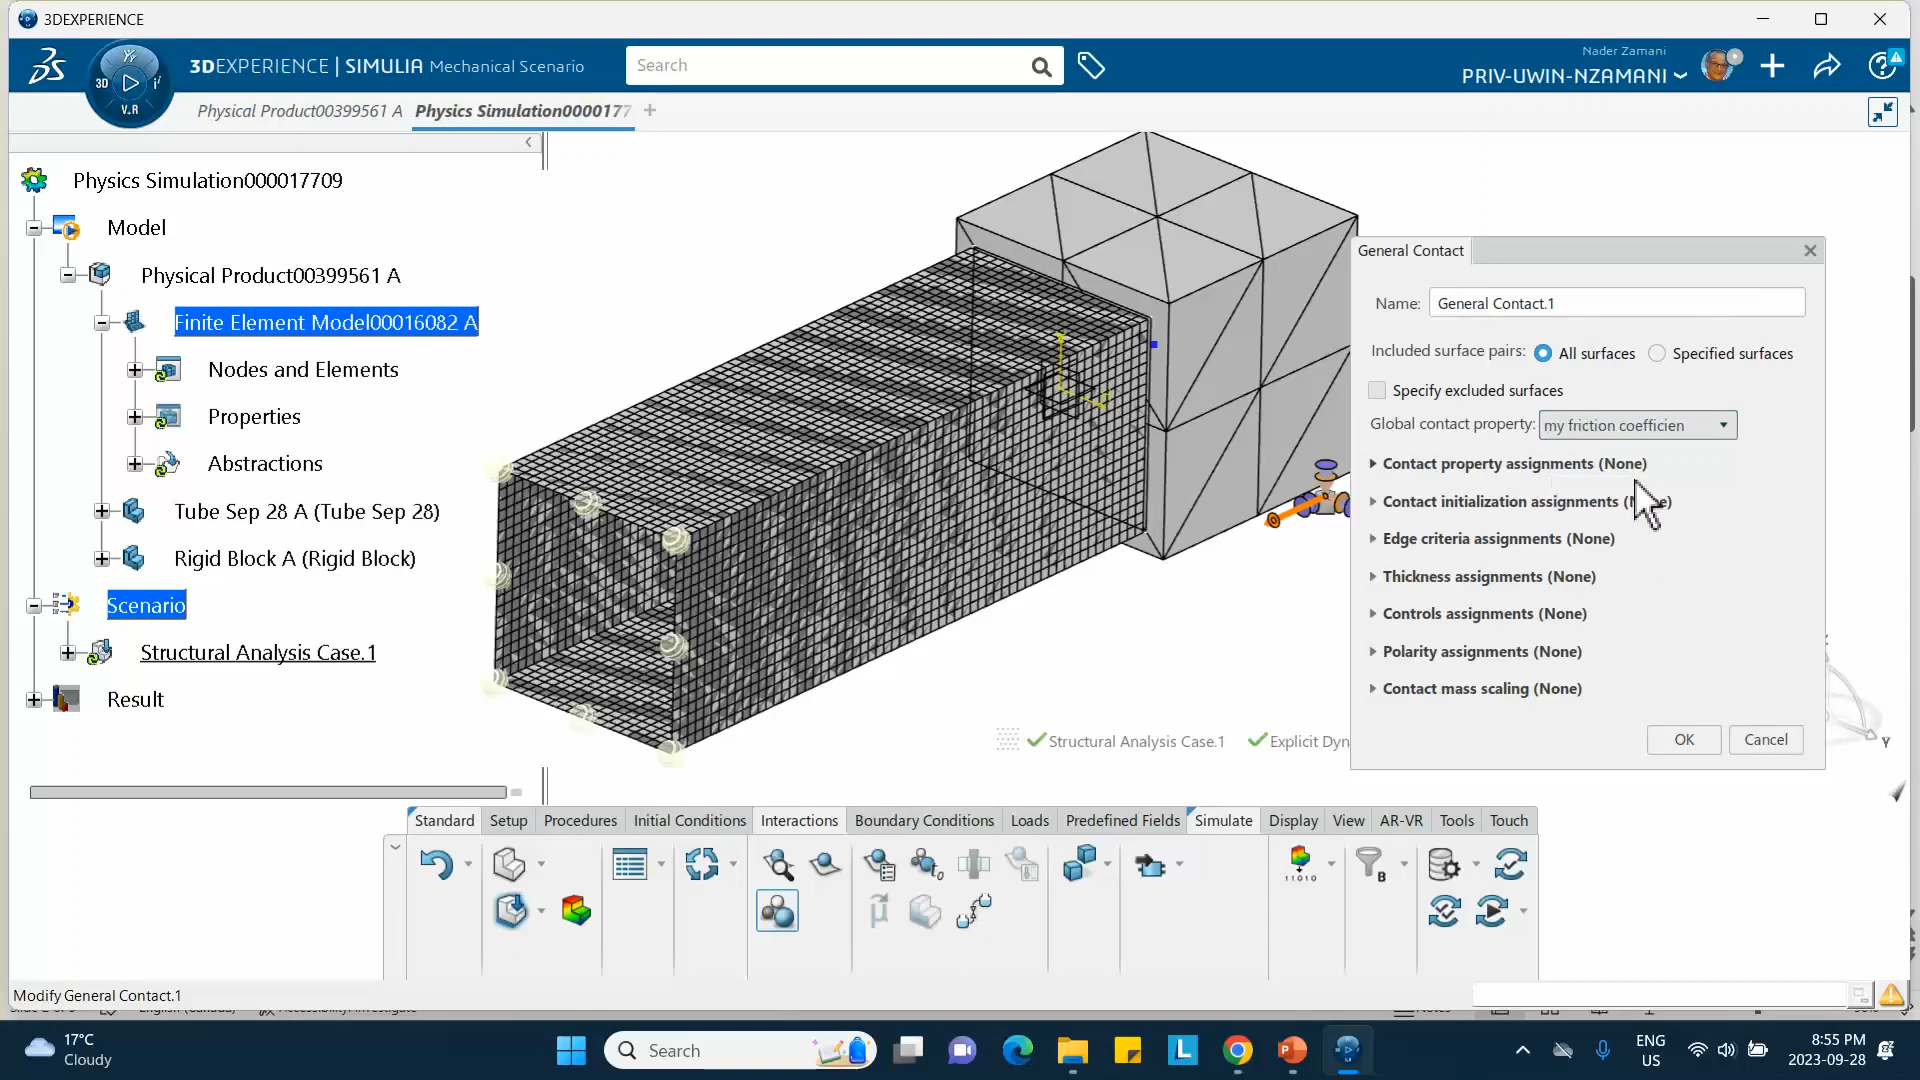 3DEXPERIENCE
3DEXPERIENCE | SIMULIA Mechanical Scenario
Search
Nader Zamani
PRIV-UWIN-NZAMANI
3D
V.R
Physical Product00399561 A
Physics Simulation0000177
Physics Simulation000017709
Model
Physical Product00399561 A
Finite Element Model00016082 A
Nodes and Elements
Properties
Abstractions
Tube Sep 28 A (Tube Sep 28)
Rigid Block A (Rigid Block)
Scenario
Structural Analysis Case.1
Result
General Contact
Name: General Contact.1
Included surface pairs: All surfaces Specified surfaces
Specify excluded surfaces
Global contact property: my friction coefficien
Contact property assignments (None)
Contact initialization assignments
Edge criteria assignments (None)
Thickness assignments (None)
Controls assignments (None)
Polarity assignments (None)
Contact mass scaling (None)
OK Cancel
Structural Analysis Case.1 Explicit Dyn
Y
Standard Setup Procedures Initial Conditions Interactions Boundary Conditions Loads Predefined Fields Simulate Display View AR-VR Tools Touch
Modify General Contact.1
17°C
Cloudy
Search
ENG
US
8:55 PM
2023-09-28